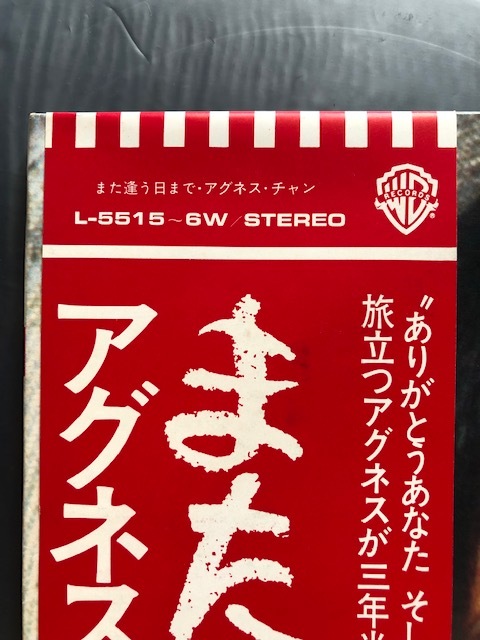 また逢う日まで・アグネス・チャン
L-5515~6W/STEREO
WB
RECORDS
®
"ありがとうあなた そ
旅立つアグネスが三年
また
アグネス